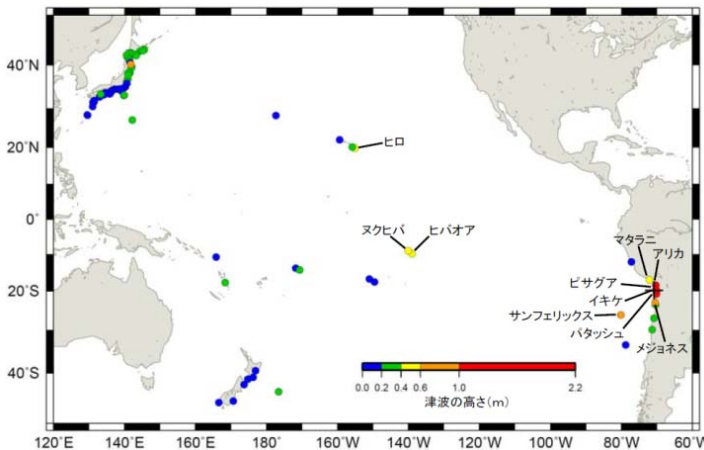 40˚N
20˚N
0˚
20˚S
40˚S
ヒロ
ヌクヒバ
ヒバオア
マタラニ
アリカ
ピサグア
イキケ
サンフェリックス
パタッシュ
メジョネス
0.0 0.2 0.4 0.6 1.0 2.2
津波の高さ(m)
120˚E 140˚E 160˚E 180˚ 160˚W 140˚W 120˚W 100˚W 80˚W 60˚W